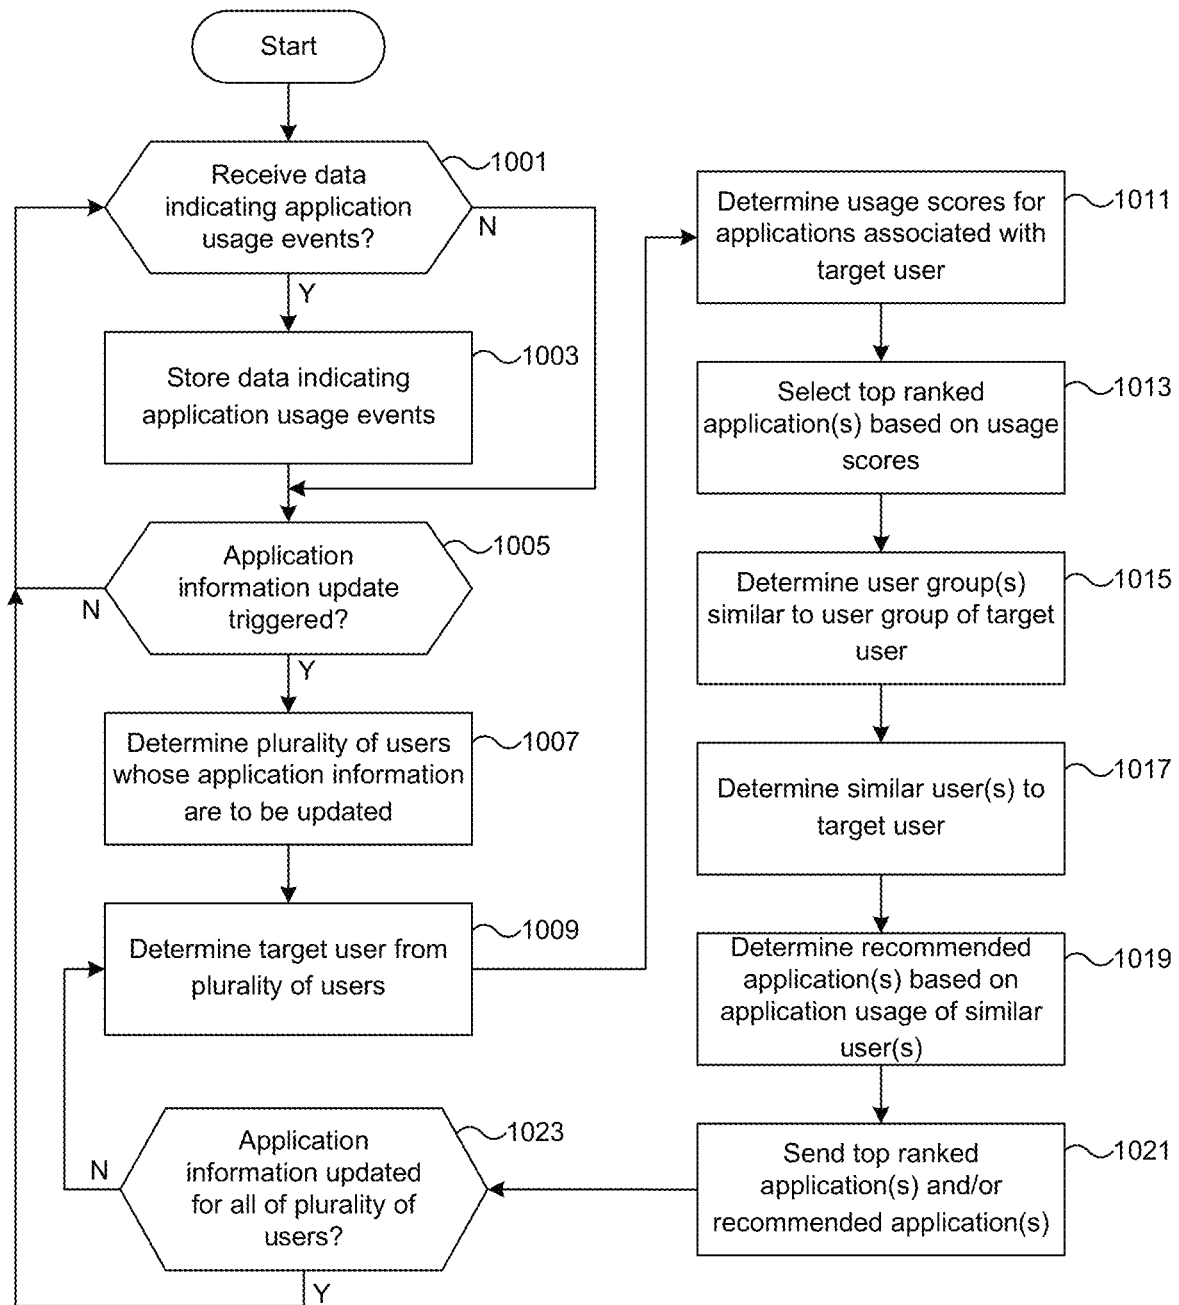 Start
Receive data
indicating application
usage events?
1001
N
Y
Store data indicating
application usage events
1003
Application
information update
triggered?
1005
N
Y
Determine plurality of users
whose application information
are to be updated
1007
Determine target user from
plurality of users
1009
Determine usage scores for
applications associated with
target user
1011
Select top ranked
application(s) based on usage
scores
1013
Determine user group(s)
similar to user group of target
user
1015
Determine similar user(s) to
target user
1017
Determine recommended
application(s) based on
application usage of similar
user(s)
1019
Send top ranked
application(s) and/or
recommended application(s)
1021
Application
information updated
for all of plurality of
users?
1023
N
Y